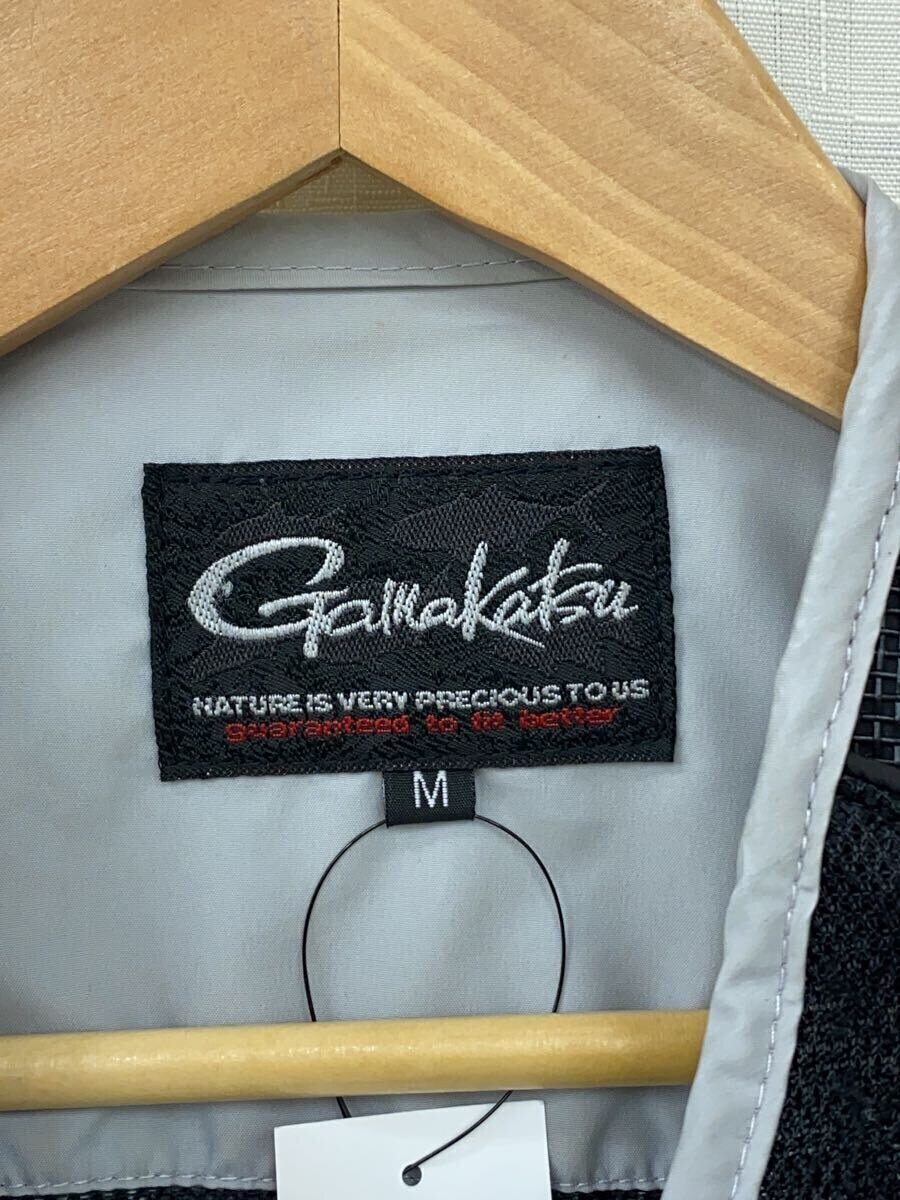 Gamakatsu
NATURE IS VERY PRECIOUS TO US
guaranteed to fit better
M